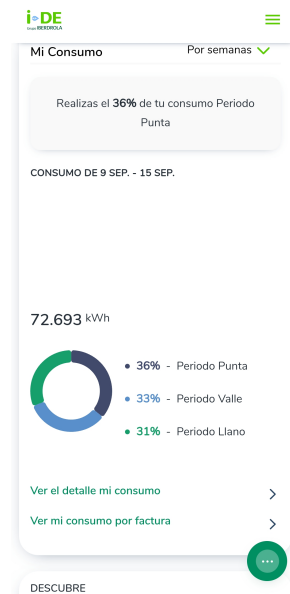 i-DE
Grupo IBERDROLA
Mi Consumo
Por semanas
Realizas el 36% de tu consumo Periodo
Punta
CONSUMO DE 9 SEP. - 15 SEP.
72.693 kWh
36% - Periodo Punta
33% - Periodo Valle
31% - Periodo Llano
Ver el detalle mi consumo
Ver mi consumo por factura
DESCUBRE